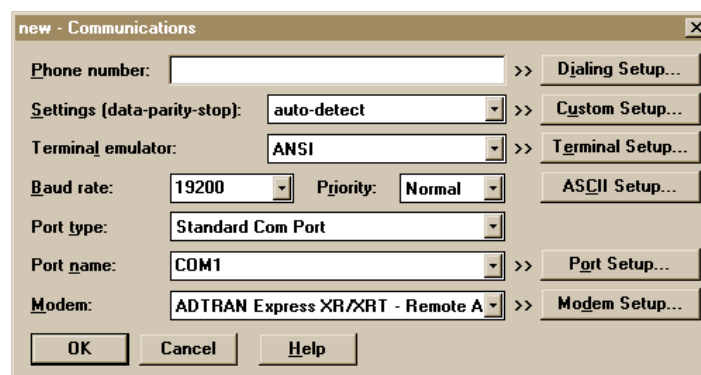 new - Communications
Phone number: >> Dialing Setup...
Settings (data-parity-stop): auto-detect >> Custom Setup...
Terminal emulator: ANSI >> Terminal Setup...
Baud rate: 19200 Priority: Normal ASCII Setup...
Port type: Standard Com Port
Port name: COM1 >> Port Setup...
Modem: ADTRAN Express XR/XRT - Remote A >> Modem Setup...
OK Cancel Help